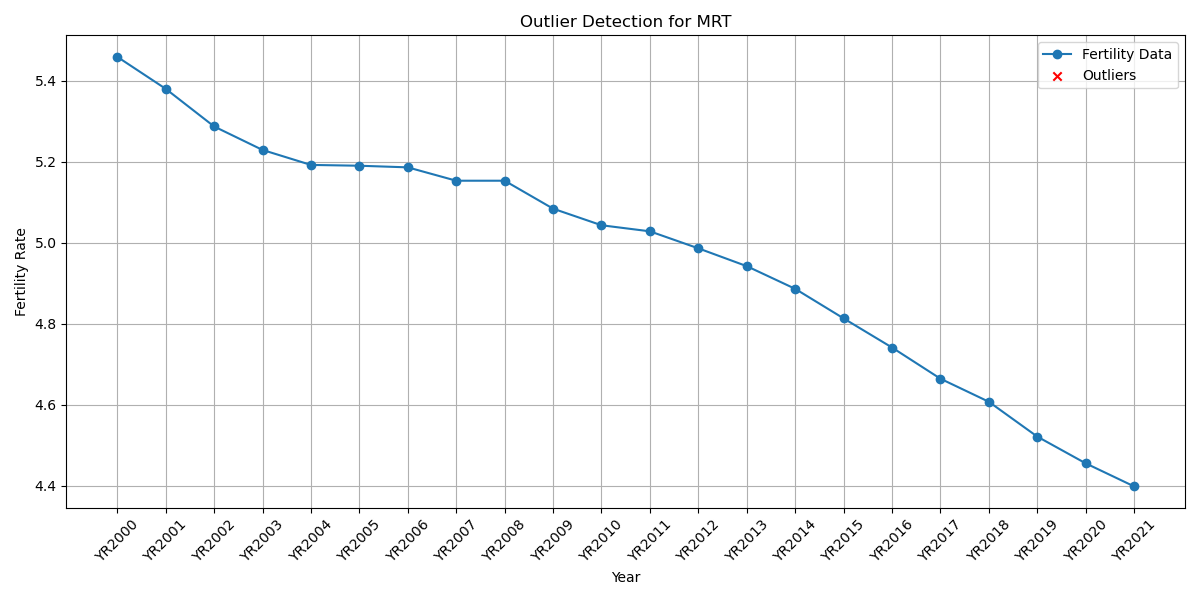 Outlier Detection for MRT
Fertility Data
Outliers
Fertility Rate
5.4
5.2
5.0
4.8
4.6
4.4
YR2000
YR2001
YR2002
YR2003
YR2004
YR2005
YR2006
YR2007
YR2008
YR2009
YR2010
YR2011
YR2012
YR2013
YR2014
YR2015
YR2016
YR2017
YR2018
YR2019
YR2020
YR2021
Year